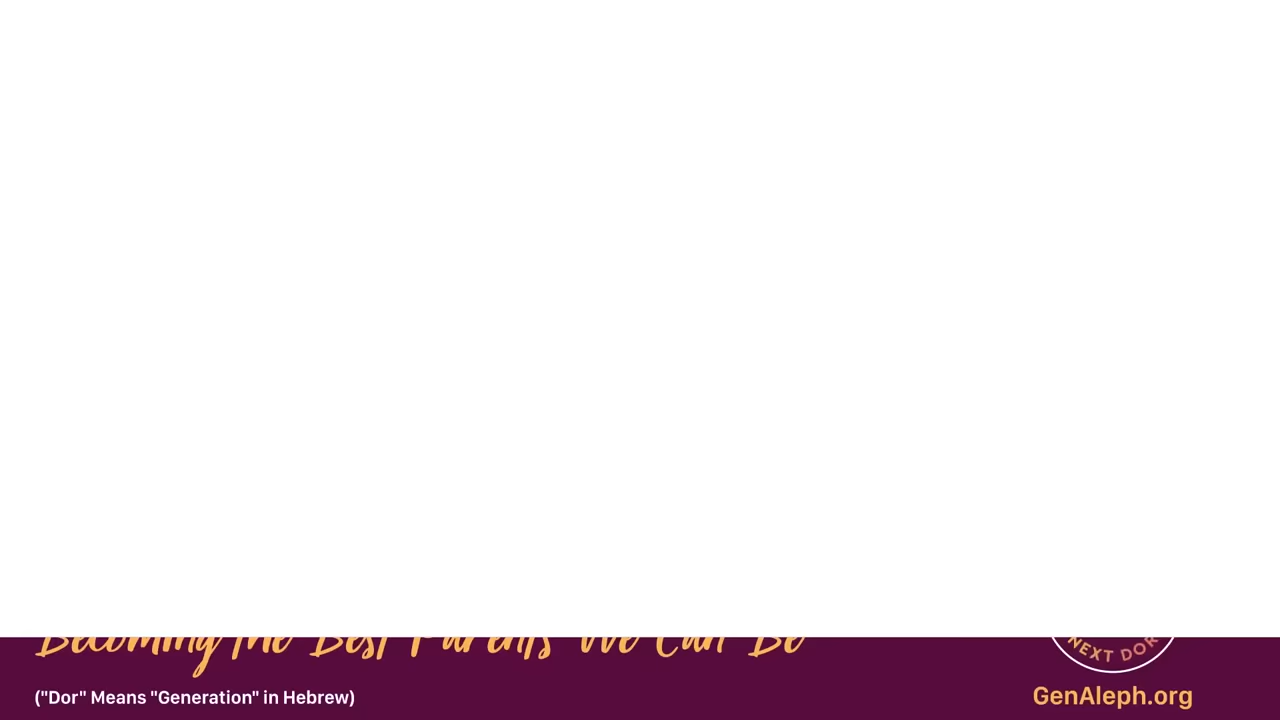 Becoming the Best Parents We Can Be
NEXT DOR
("Dor" Means "Generation" in Hebrew)
GenAleph.org